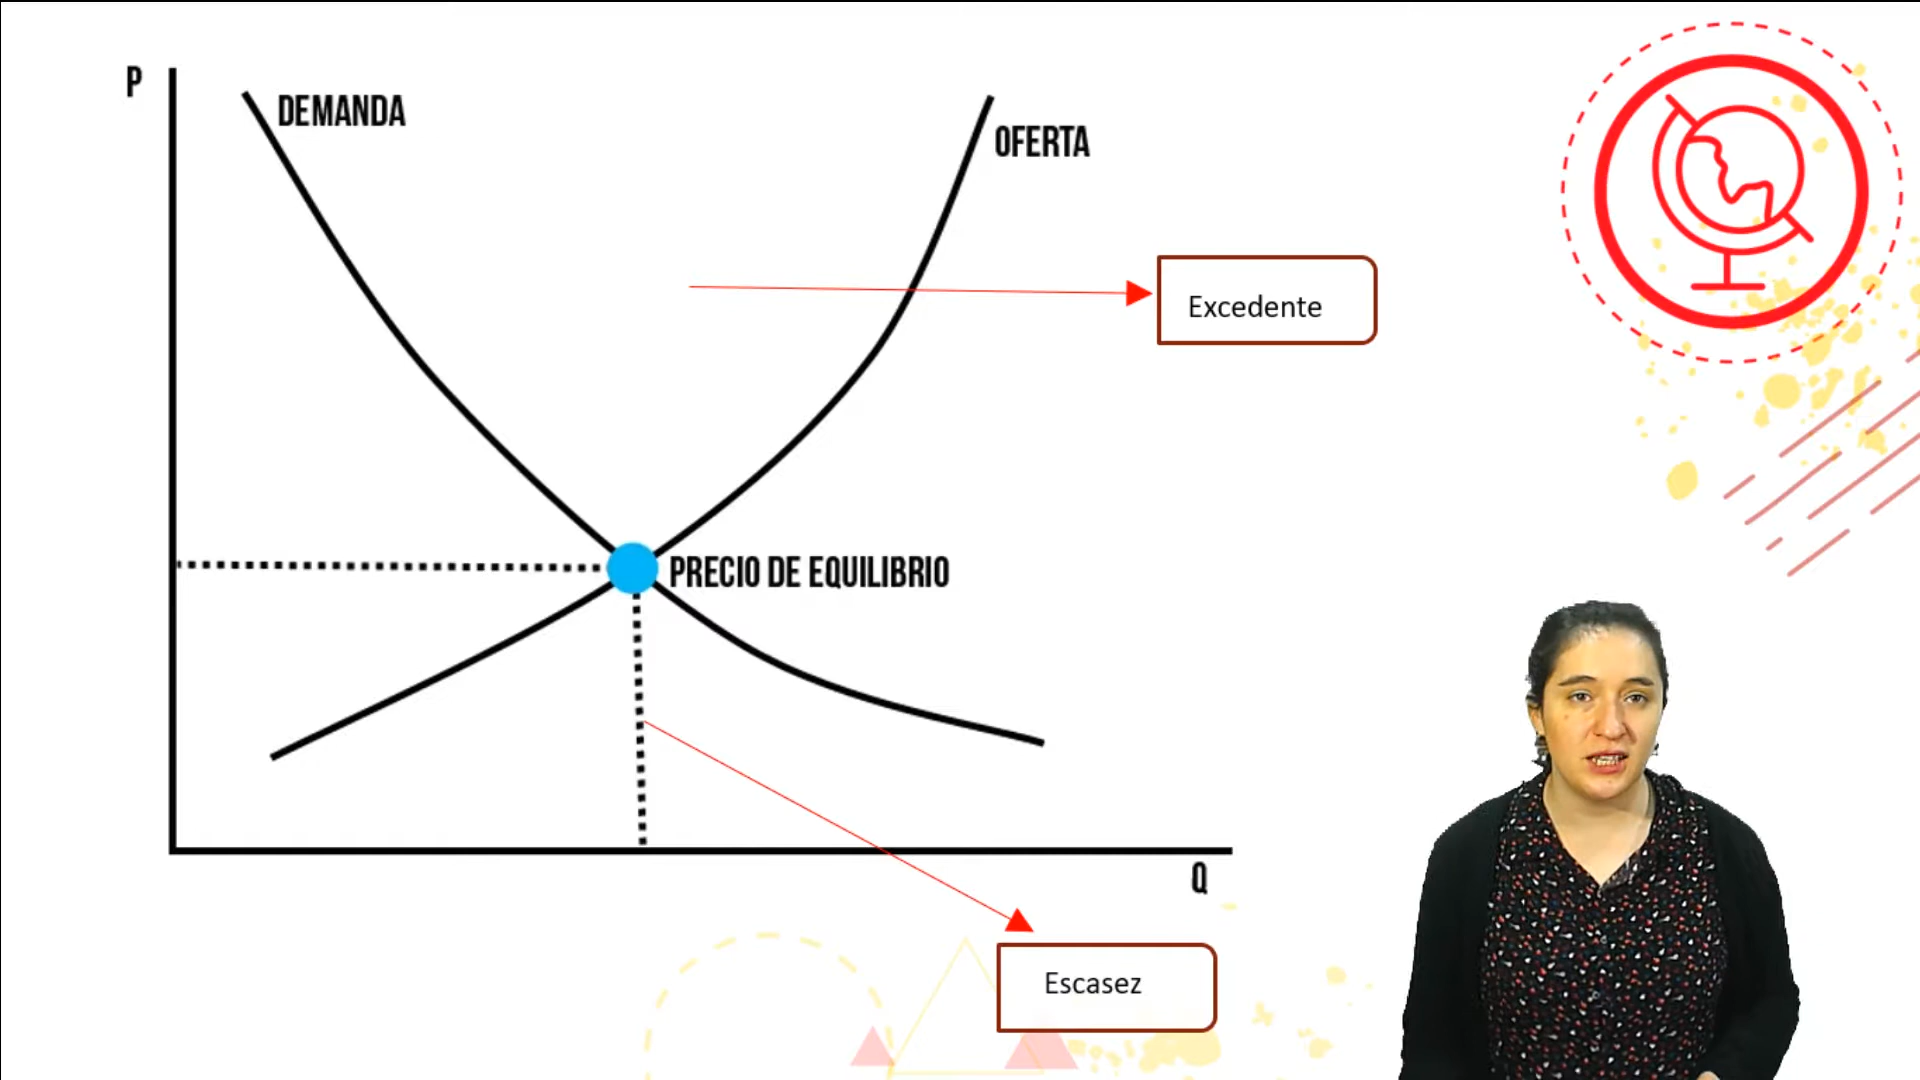 P
DEMANDA
OFERTA
Excedente
PRECIO DE EQUILIBRIO
Q
Escasez